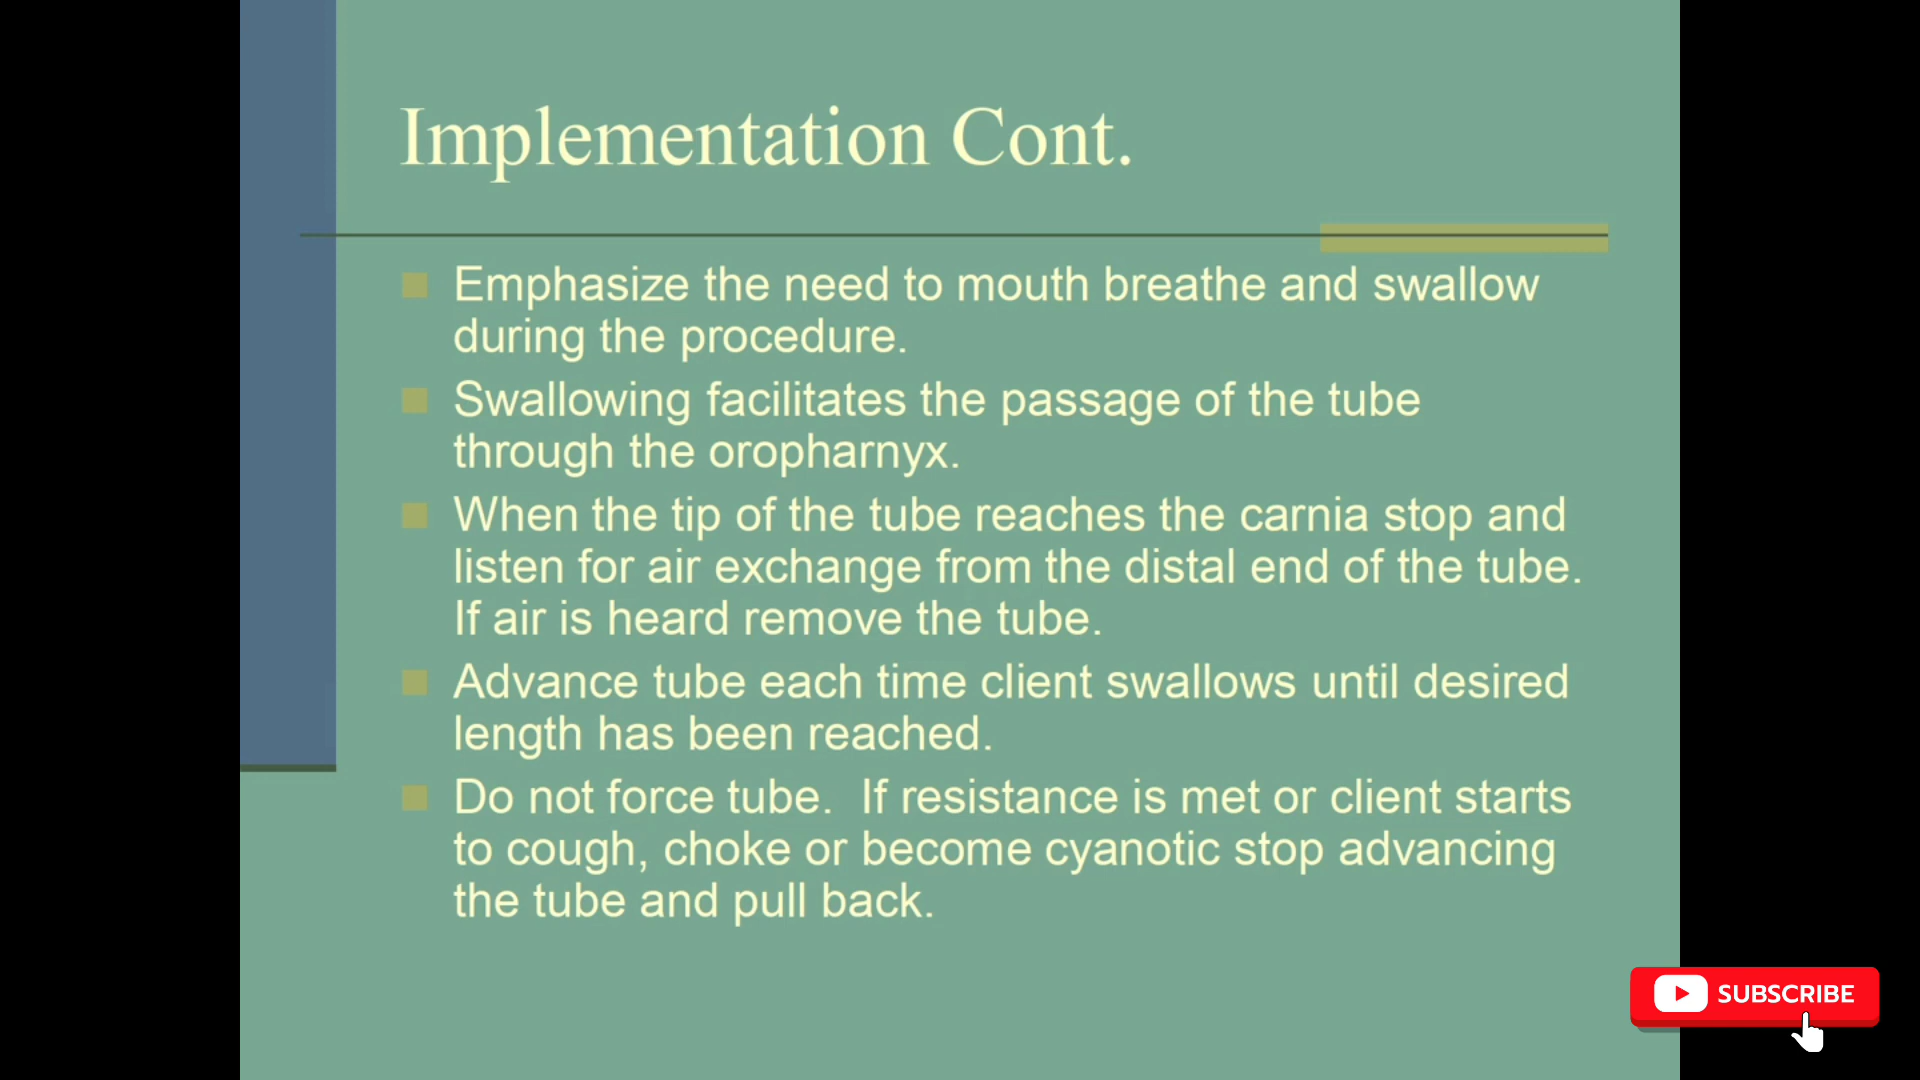 Implementation Cont.
Emphasize the need to mouth breathe and swallow
during the procedure.
Swallowing facilitates the passage of the tube
through the oropharnyx.
When the tip of the tube reaches the carnia stop and
listen for air exchange from the distal end of the tube.
If air is heard remove the tube.
Advance tube each time client swallows until desired
length has been reached.
Do not force tube.  If resistance is met or client starts
to cough, choke or become cyanotic stop advancing
the tube and pull back.
SUBSCRIBE